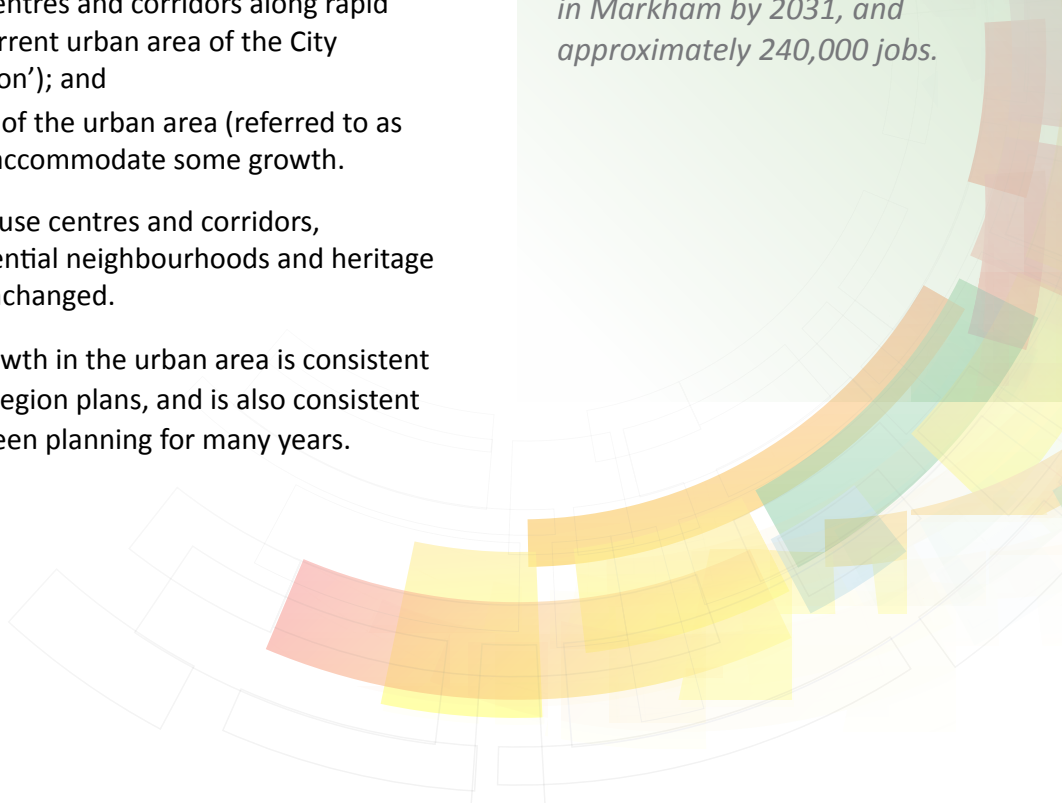 entres and corridors along rapid
rrent urban area of the City
on’); and
of the urban area (referred to as
accommodate some growth.
use centres and corridors,
ential neighbourhoods and heritage
changed.
wth in the urban area is consistent
egion plans, and is also consistent
een planning for many years.
in Markham by 2031, and
approximately 240,000 jobs.